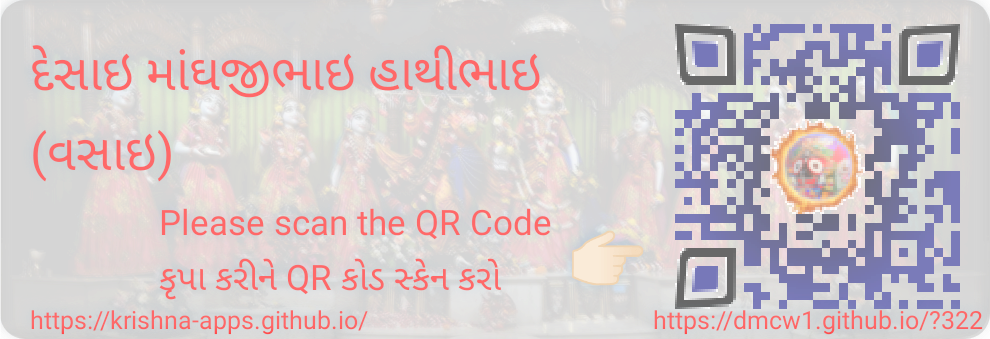 દેસાઇ માંઘજીભાઇ હાથીભાઇ
(વસાઇ)
Please scan the QR Code
કૃપા કરીને QR કોડ સ્કેન કરો
https://krishna-apps.github.io/
https://dmcw1.github.io/?322